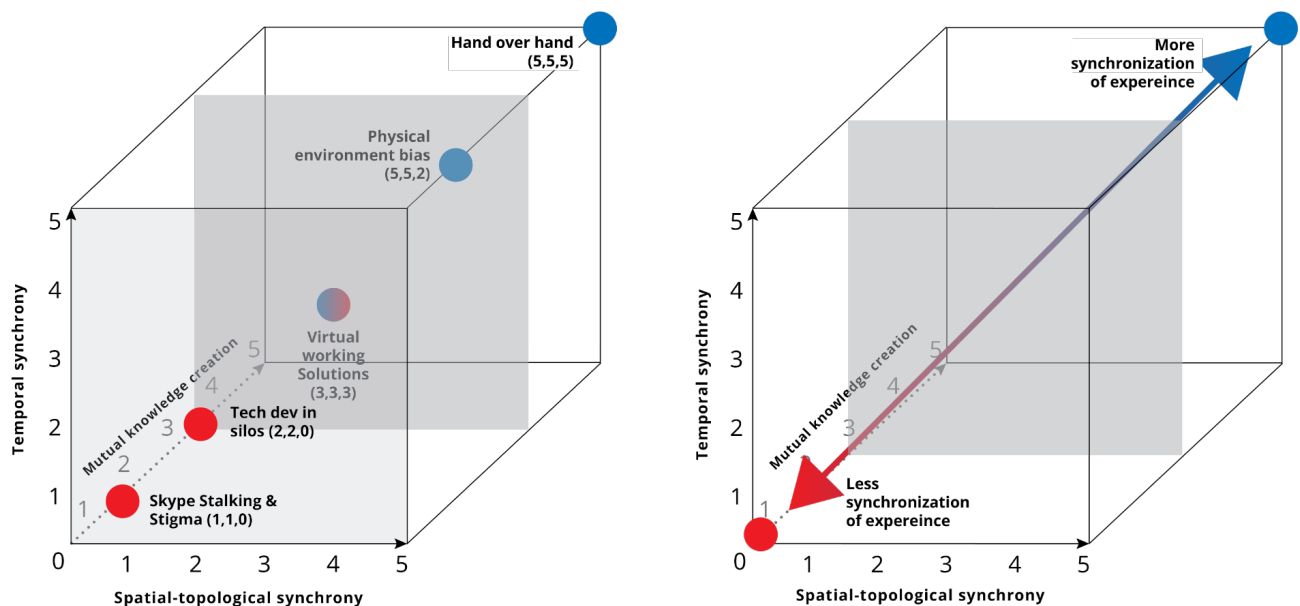 Hand over hand
(5,5,5)
Physical
environment bias
(5,5,2)
5
4
3
2
1
0
Temporal synchrony
Virtual
working
Solutions
(3,3,3)
Mutual knowledge creation
5
4
3
2
1
Tech dev in
silos (2,2,0)
Skype Stalking &
Stigma (1,1,0)
1
2
3
4
5
Spatial-topological synchrony
More
synchronization
of expereince
5
4
3
2
1
0
Temporal synchrony
Mutual knowledge creation
5
4
3
1
Less
synchronization
of expereince
1
2
3
4
5
Spatial-topological synchrony